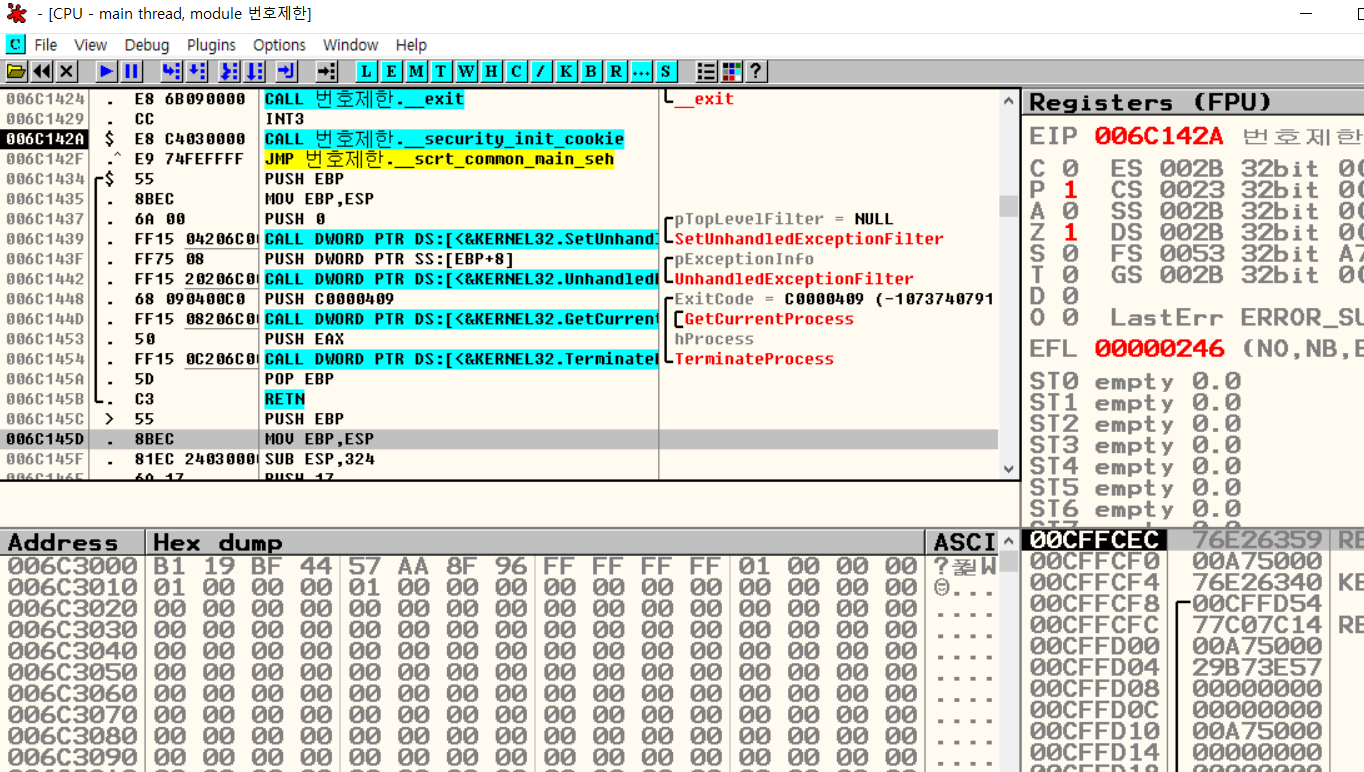 - [CPU - main thread, module 번호제한]
C File View Debug Plugins Options Window Help
L E M T W H C / K B R ... S ?
006C1424 . E8 6B090000 CALL 번호제한.__exit __exit
006C1429 . CC INT3
006C142A $ E8 C4030000 CALL 번호제한.__security_init_cookie
006C142F .^ E9 74FEFFFF JMP 번호제한.__scrt_common_main_seh
006C1434 $ 55 PUSH EBP
006C1435 . 8BEC MOV EBP,ESP
006C1437 . 6A 00 PUSH 0 pTopLevelFilter = NULL
006C1439 . FF15 04206C0 CALL DWORD PTR DS:[<&KERNEL32.SetUnhand SetUnhandledExceptionFilter
006C143F . FF75 08 PUSH DWORD PTR SS:[EBP+8] pExceptionInfo
006C1442 . FF15 20206C0 CALL DWORD PTR DS:[<&KERNEL32.Unhandled UnhandledExceptionFilter
006C1448 . 68 090400C0 PUSH C0000409 ExitCode = C0000409 (-1073740791
006C144D . FF15 08206C0 CALL DWORD PTR DS:[<&KERNEL32.GetCurrent GetCurrentProcess
006C1453 . 50 PUSH EAX hProcess
006C1454 . FF15 0C206C0 CALL DWORD PTR DS:[<&KERNEL32.Terminate TerminateProcess
006C145A . 5D POP EBP
006C145B . C3 RETN
006C145C > 55 PUSH EBP
006C145D . 8BEC MOV EBP,ESP
006C145F . 81EC 2403000 SUB ESP,324
Registers (FPU)
EIP 006C142A 번호제한
C 0 ES 002B 32bit
P 1 CS 0023 32bit
A 0 SS 002B 32bit
Z 1 DS 002B 32bit
S 0 FS 0053 32bit A7
T 0 GS 002B 32bit
D 0
O 0 LastErr ERROR_SU
EFL 00000246 (NO,NB,E
ST0 empty 0.0
ST1 empty 0.0
ST2 empty 0.0
ST3 empty 0.0
ST4 empty 0.0
ST5 empty 0.0
ST6 empty 0.0
Address Hex dump ASCI
006C3000 B1 19 BF 44 57 AA 8F 96 FF FF FF FF 01 00 00 00
006C3010 01 00 00 00 01 00 00 00 00 00 00 00 00 00 00 00 ...
006C3020 00 00 00 00 00 00 00 00 00 00 00 00 00 00 00 00 ....
006C3030 00 00 00 00 00 00 00 00 00 00 00 00 00 00 00 00 ....
006C3040 00 00 00 00 00 00 00 00 00 00 00 00 00 00 00 00 ....
006C3050 00 00 00 00 00 00 00 00 00 00 00 00 00 00 00 00 ....
006C3060 00 00 00 00 00 00 00 00 00 00 00 00 00 00 00 00 ....
006C3070 00 00 00 00 00 00 00 00 00 00 00 00 00 00 00 00 ....
006C3080 00 00 00 00 00 00 00 00 00 00 00 00 00 00 00 00 ....
006C3090 00 00 00 00 00 00 00 00 00 00 00 00 00 00 00 00 ....
00CFFCEC 76E26359 RE
00CFFCF0 00A75000
00CFFCF4 76E26340 KE
00CFFCF8 00CFFD54
00CFFCFC 77C07C14 RE
00CFFD00 00A75000
00CFFD04 29B73E57
00CFFD08 00000000
00CFFD0C 00000000
00CFFD10 00A75000
00CFFD14 00000000